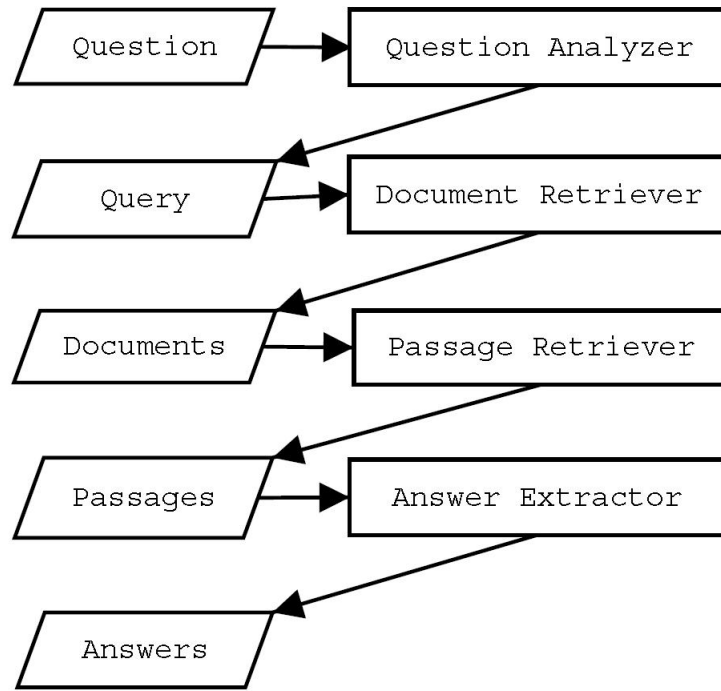 Question
Question Analyzer
Query
Document Retriever
Documents
Passage Retriever
Passages
Answer Extractor
Answers